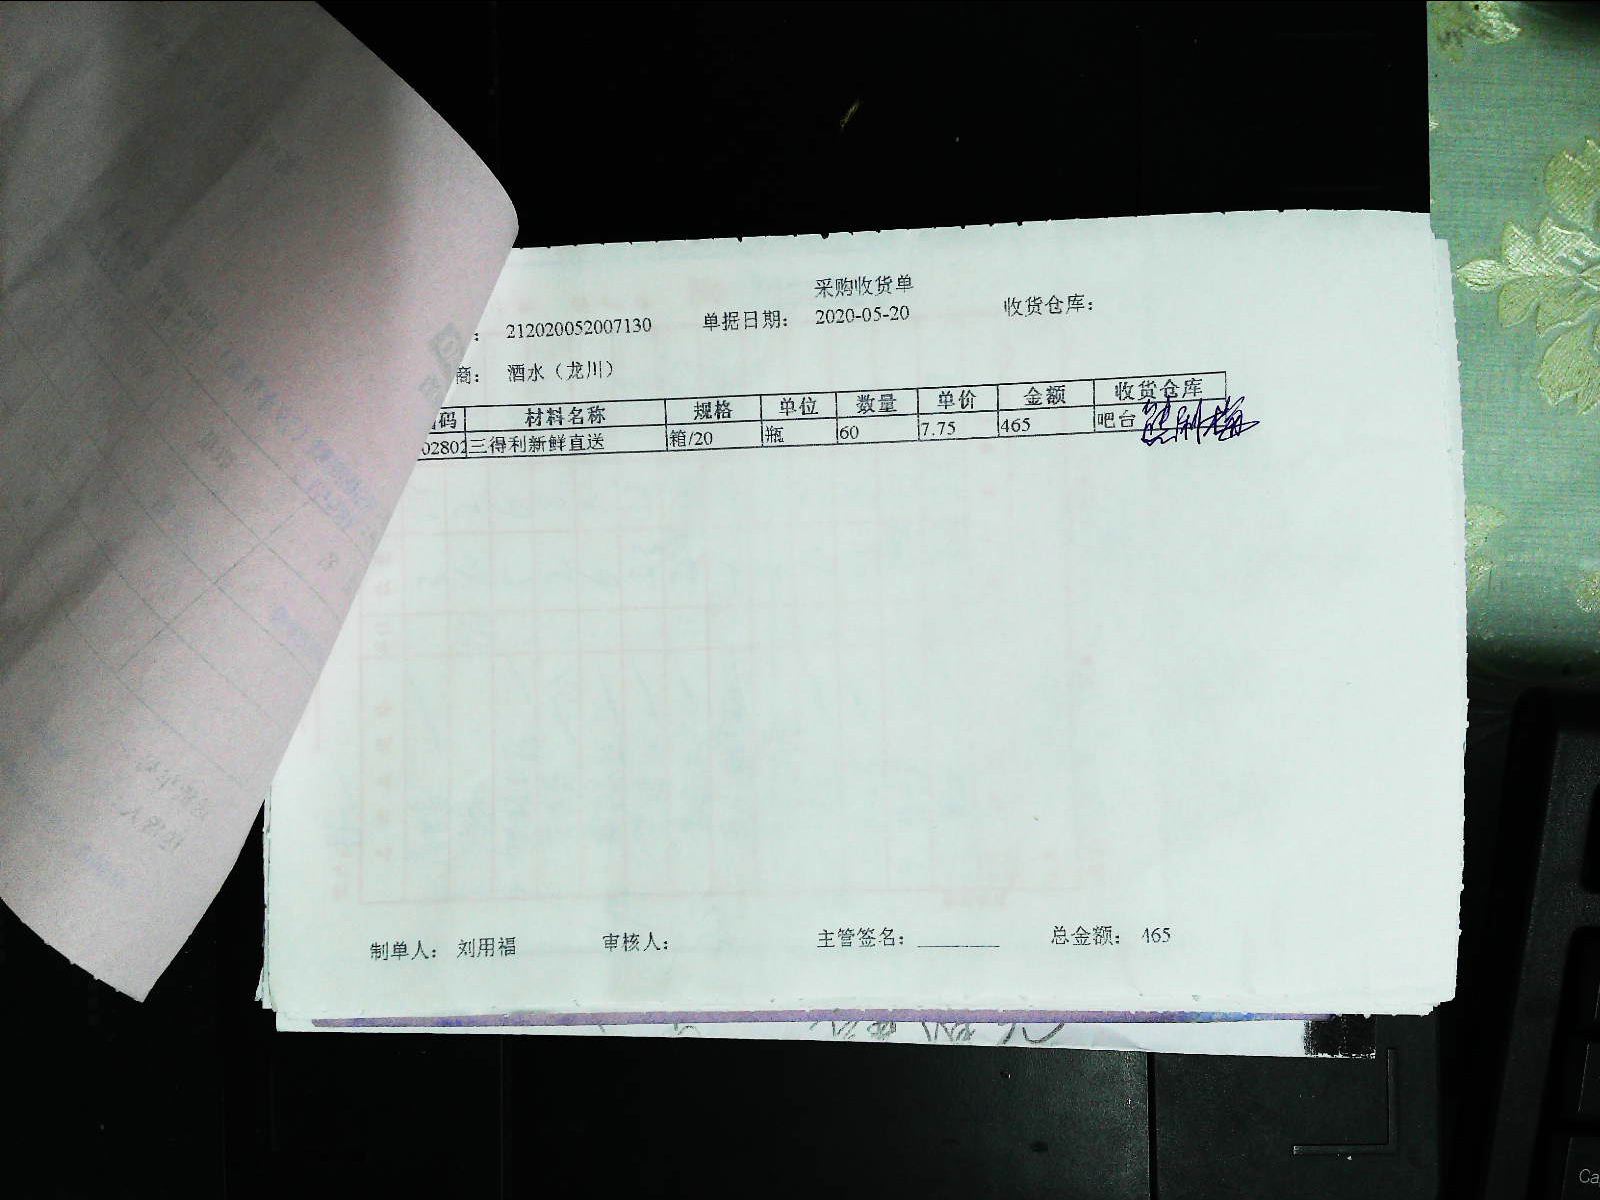 采购收货单
： 212020052007130 单据日期： 2020-05-20 收货仓库：
商： 酒水（龙川）
码 材料名称 规格 单位 数量 单价 金额 收货仓库
02802 三得利新鲜直送 箱/20 瓶 60 7.75 465 吧台
制单人： 刘用福 审核人： 主管签名： 总金额： 465